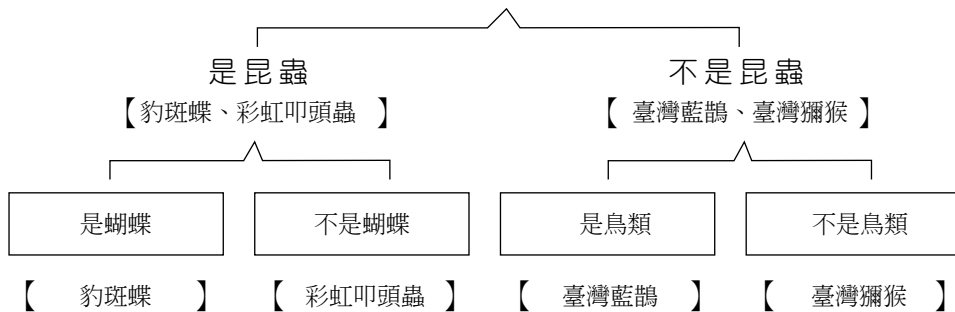 是昆蟲 不是昆蟲
【豹斑蝶、彩虹叩頭蟲 】 【 臺灣藍鵲、臺灣獼猴】
是蝴蝶 不是蝴蝶 是鳥類 不是鳥類
【 豹斑蝶 】 【 彩虹叩頭蟲 】 【 臺灣藍鵲 】 【 臺灣獼猴 】